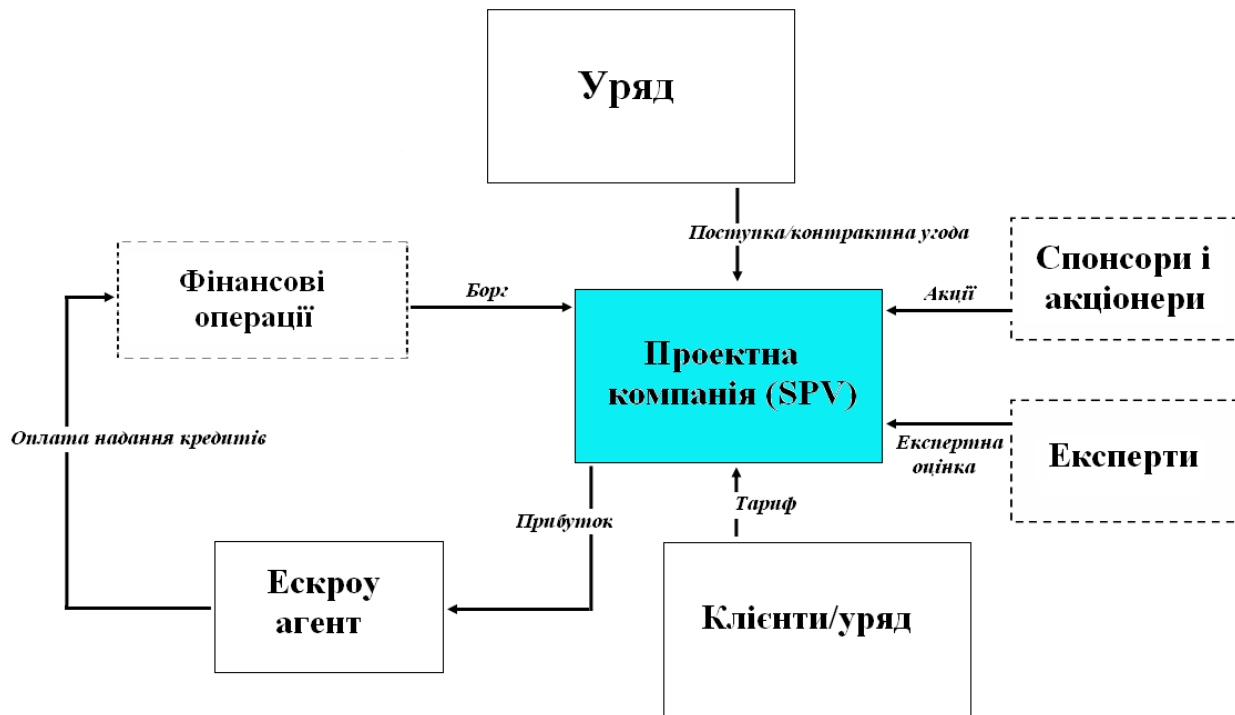 Уряд
Поступка/контрактна угода
Фінансові
операції
Борг
Проектна
компанія (SPV)
Акції
Спонсори і
акціонери
Експертна
оцінка
Експерти
Оплата надання кредитів
Прибуток
Тариф
Ескроу
агент
Клієнти/уряд